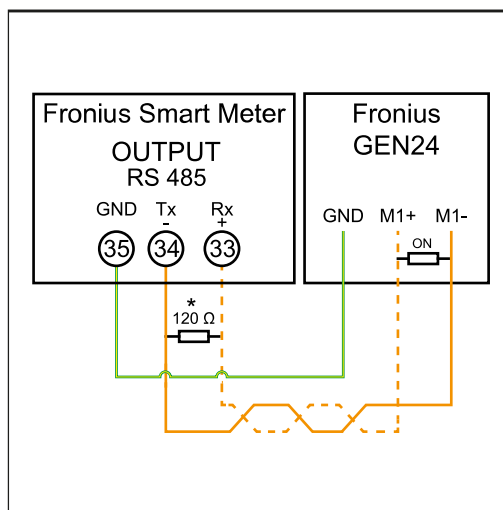 Fronius Smart Meter
OUTPUT
RS 485
GND Tx Rx
- +
35 34 33
*
120 Ω
Fronius
GEN24
GND M1+ M1-
ON